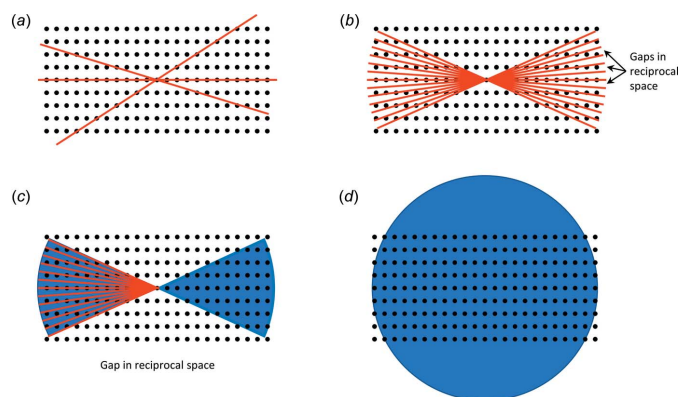 (a)
(b)
Gaps in
reciprocal
space
(c)
(d)
Gap in reciprocal space